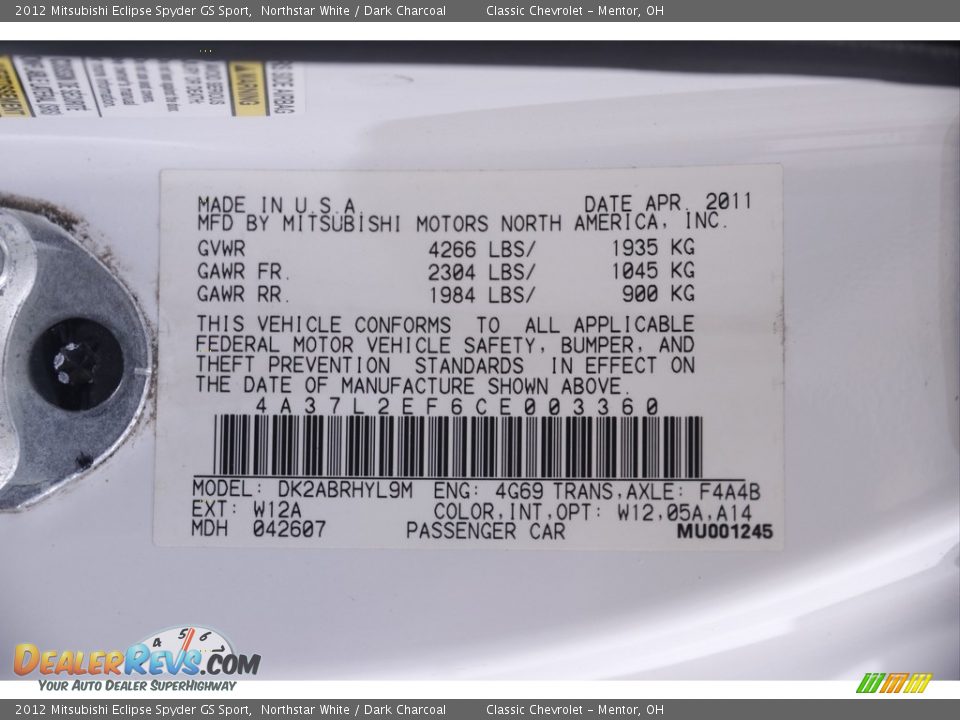 2012 Mitsubishi Eclipse Spyder GS Sport,  Northstar White / Dark Charcoal    Classic Chevrolet - Mentor, OH
WARNING
MADE IN U.S.A.    DATE APR. 2011
MFD BY MITSUBISHI MOTORS NORTH AMERICA, INC.
GVWR    4266 LBS/    1935 KG
GAWR FR.    2304 LBS/    1045 KG
GAWR RR.    1984 LBS/    900 KG
THIS VEHICLE CONFORMS TO ALL APPLICABLE
FEDERAL MOTOR VEHICLE SAFETY, BUMPER, AND
THEFT PREVENTION STANDARDS IN EFFECT ON
THE DATE OF MANUFACTURE SHOWN ABOVE.
4A37L2EF6CE003360
MODEL: DK2ABRHYL9M  ENG: 4G69 TRANS,AXLE: F4A4B
EXT: W12A    COLOR,INT,OPT: W12,05A,A14
MDH 042607    PASSENGER CAR    MU001245
4 5 6
DEALERREVS.COM
YOUR AUTO DEALER SUPERHIGHWAY
2012 Mitsubishi Eclipse Spyder GS Sport,  Northstar White / Dark Charcoal    Classic Chevrolet - Mentor, OH